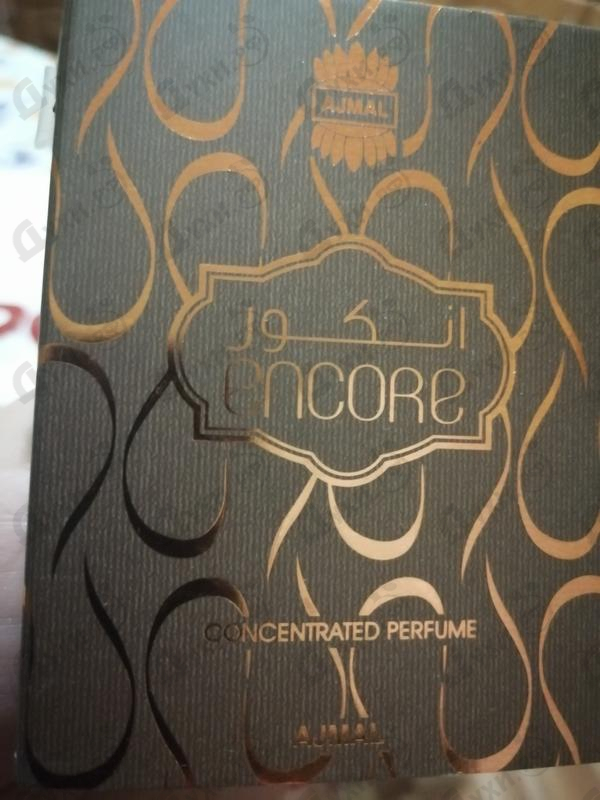 AJMAL
انكور
encore
CONCENTRATED PERFUME
AJMAL